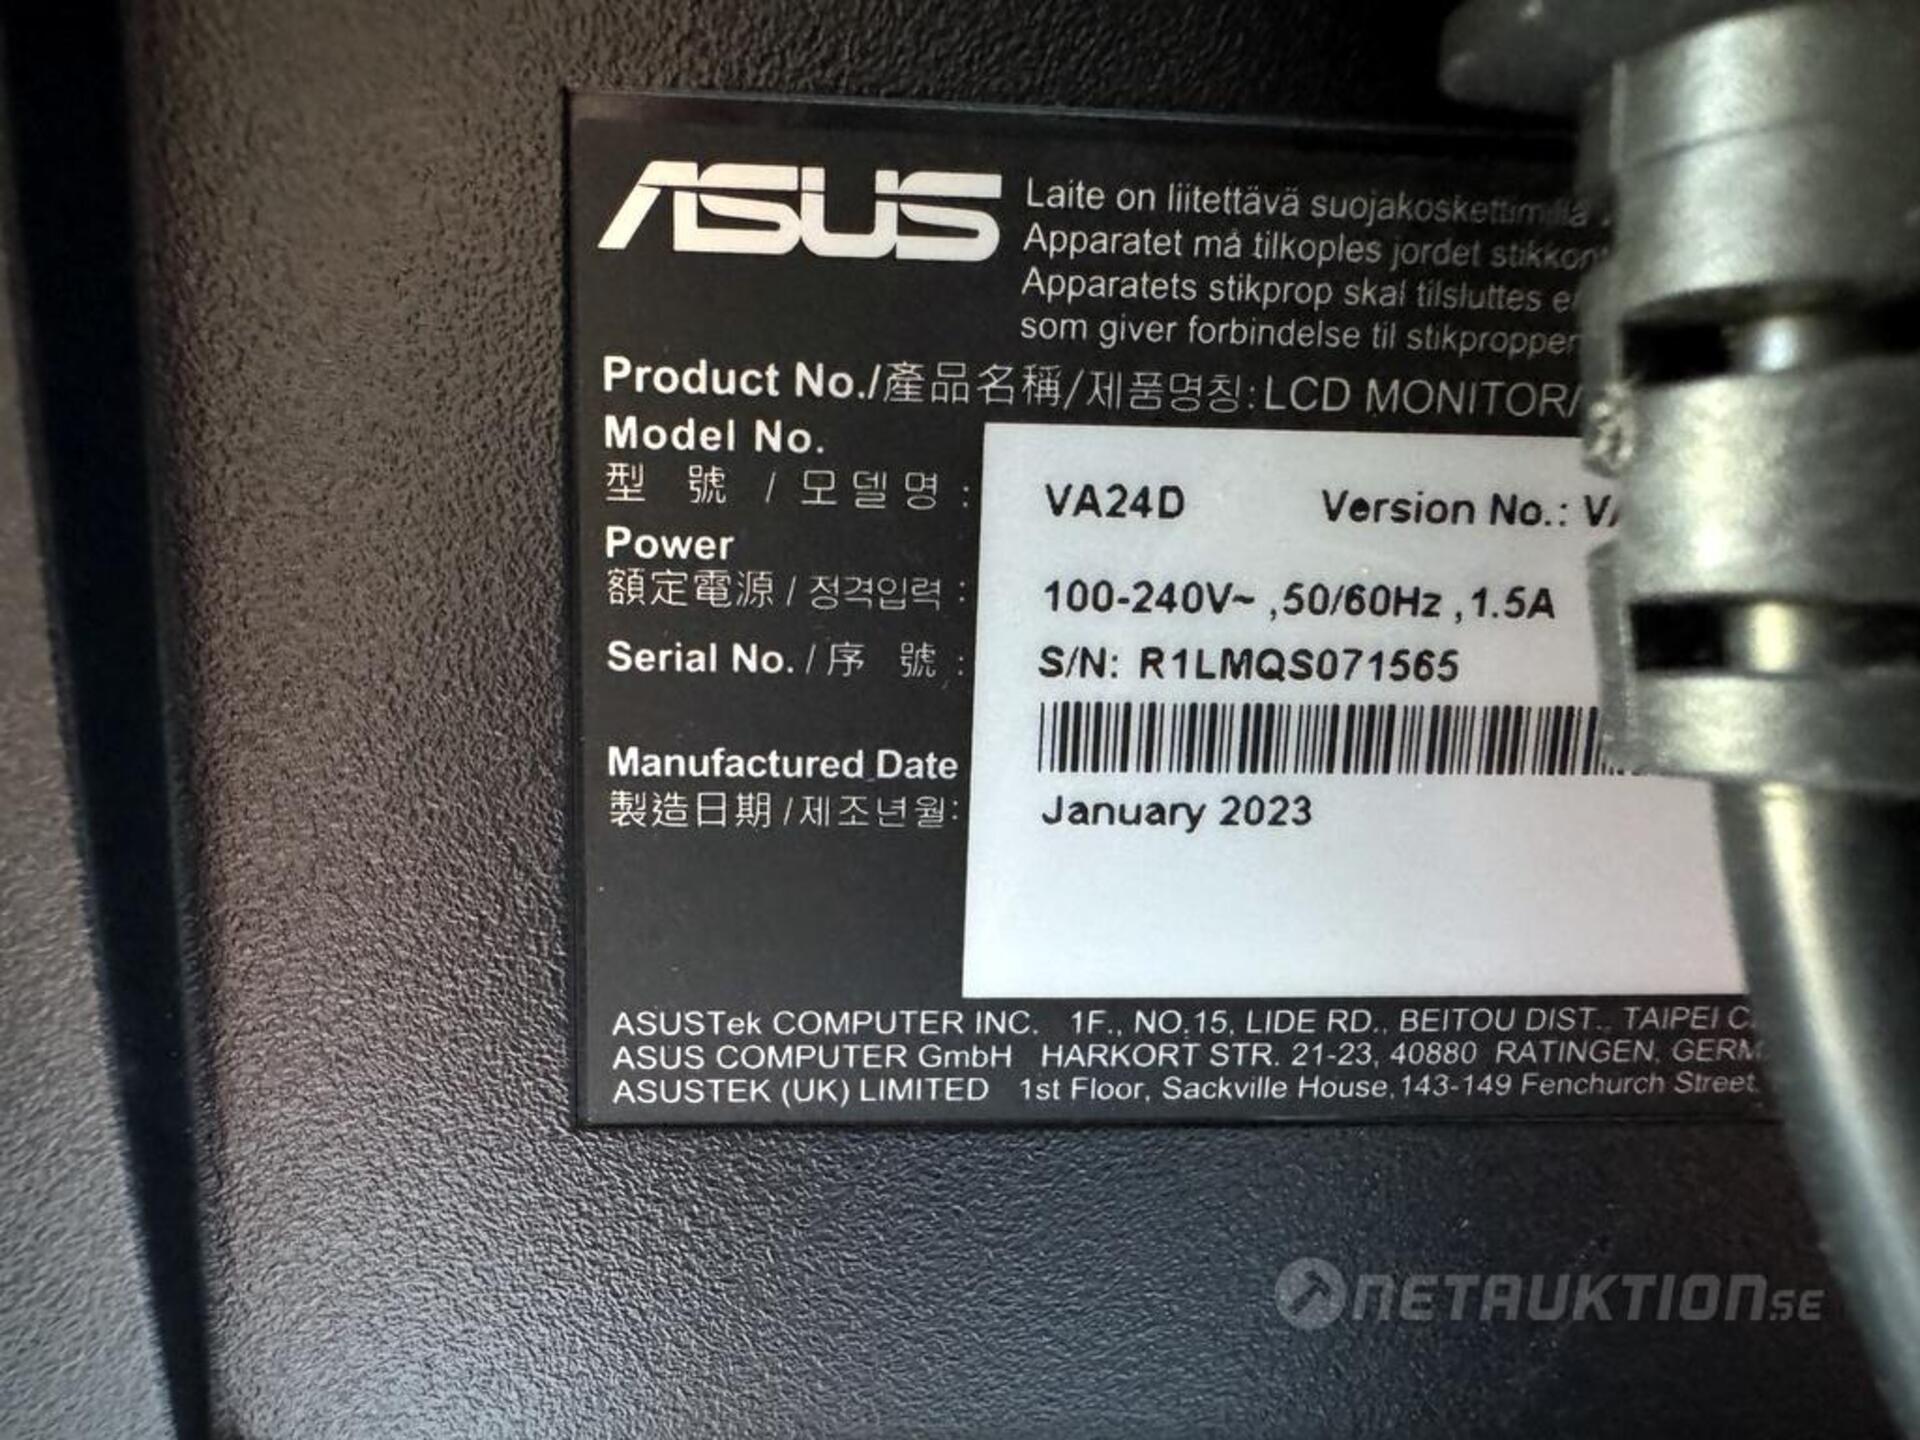 ASUS
Laite on liitettävä suojakoskettimilla
Apparatet må tilkoples jordet stikkont
Apparatets stikprop skal tilsluttes e
som giver forbindelse til stikproppen
Product No./產品名稱/제품명칭: LCD MONITOR/
Model No.
型 號 / 모델명 : VA24D Version No.: VA
Power
額定電源 / 정격입력 : 100-240V~ ,50/60Hz ,1.5A
Serial No. / 序 號 : S/N: R1LMQS071565
Manufactured Date
製造日期 / 제조년월: January 2023
ASUSTek COMPUTER INC. 1F., NO.15, LIDE RD., BEITOU DIST., TAIPEI C
ASUS COMPUTER GmbH HARKORT STR. 21-23, 40880 RATINGEN, GERM
ASUSTEK (UK) LIMITED 1st Floor, Sackville House, 143-149 Fenchurch Street,
NETAUKTION.SE